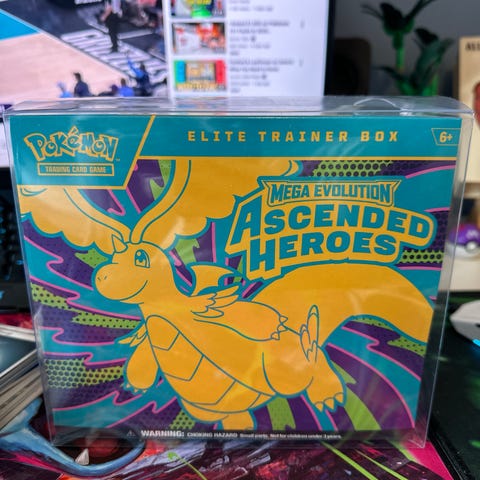 POKéMON
TRADING CARD GAME
ELITE TRAINER BOX
6+
MEGA EVOLUTION
ASCENDED
HEROES
WARNING: CHOKING HAZARD Small parts. Not for children under 3 years.